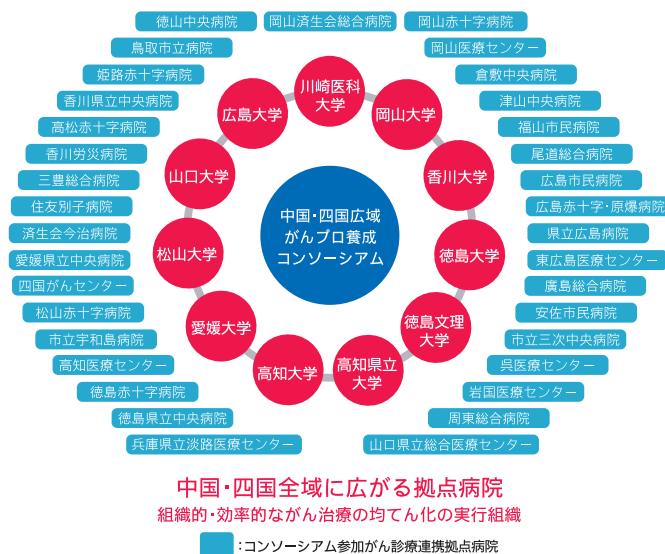 徳山中央病院
岡山済生会総合病院
岡山赤十字病院
鳥取市立病院
岡山医療センター
姫路赤十字病院
倉敷中央病院
香川県立中央病院
津山中央病院
高松赤十字病院
福山市民病院
香川労災病院
尾道総合病院
三豊総合病院
広島市民病院
住友別子病院
広島赤十字・原爆病院
済生会今治病院
県立広島病院
愛媛県立中央病院
東広島医療センター
四国がんセンター
廣島総合病院
松山赤十字病院
安佐市民病院
市立宇和島病院
市立三次中央病院
高知医療センター
呉医療センター
徳島赤十字病院
岩国医療センター
徳島県立中央病院
周東総合病院
兵庫県立淡路医療センター
山口県立総合医療センター
川崎医科
大学
岡山大学
香川大学
徳島大学
徳島文理
大学
高知県立
大学
高知大学
愛媛大学
松山大学
山口大学
広島大学
中国・四国広域
がんプロ養成
コンソーシアム
中国・四国全域に広がる拠点病院
組織的・効率的ながん治療の均てん化の実行組織
：コンソーシアム参加がん診療連携拠点病院